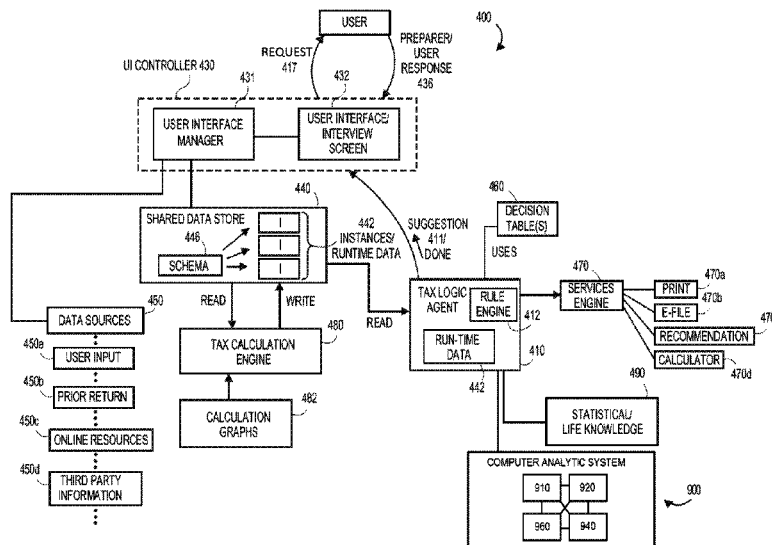 USER
400
REQUEST
417
PREPARER/
USER
RESPONSE
436
UI CONTROLLER 430
431
432
USER INTERFACE
MANAGER
USER INTERFACE/
INTERVIEW
SCREEN
440
SHARED DATA STORE
446
SCHEMA
442
INSTANCES/
RUNTIME DATA
SUGGESTION
411/
DONE
460
DECISION
TABLE(S)
USES
READ
WRITE
READ
TAX LOGIC
AGENT
RULE
ENGINE
412
RUN-TIME
DATA
410
442
470
SERVICES
ENGINE
470a
PRINT
470b
E-FILE
RECOMMENDATION
CALCULATOR
470d
450
DATA SOURCES
450a
USER INPUT
450b
PRIOR RETURN
450c
ONLINE RESOURCES
450d
THIRD PARTY
INFORMATION
480
TAX CALCULATION
ENGINE
482
CALCULATION
GRAPHS
490
STATISTICAL/
LIFE KNOWLEDGE
COMPUTER ANALYTIC SYSTEM
910
920
960
940
900